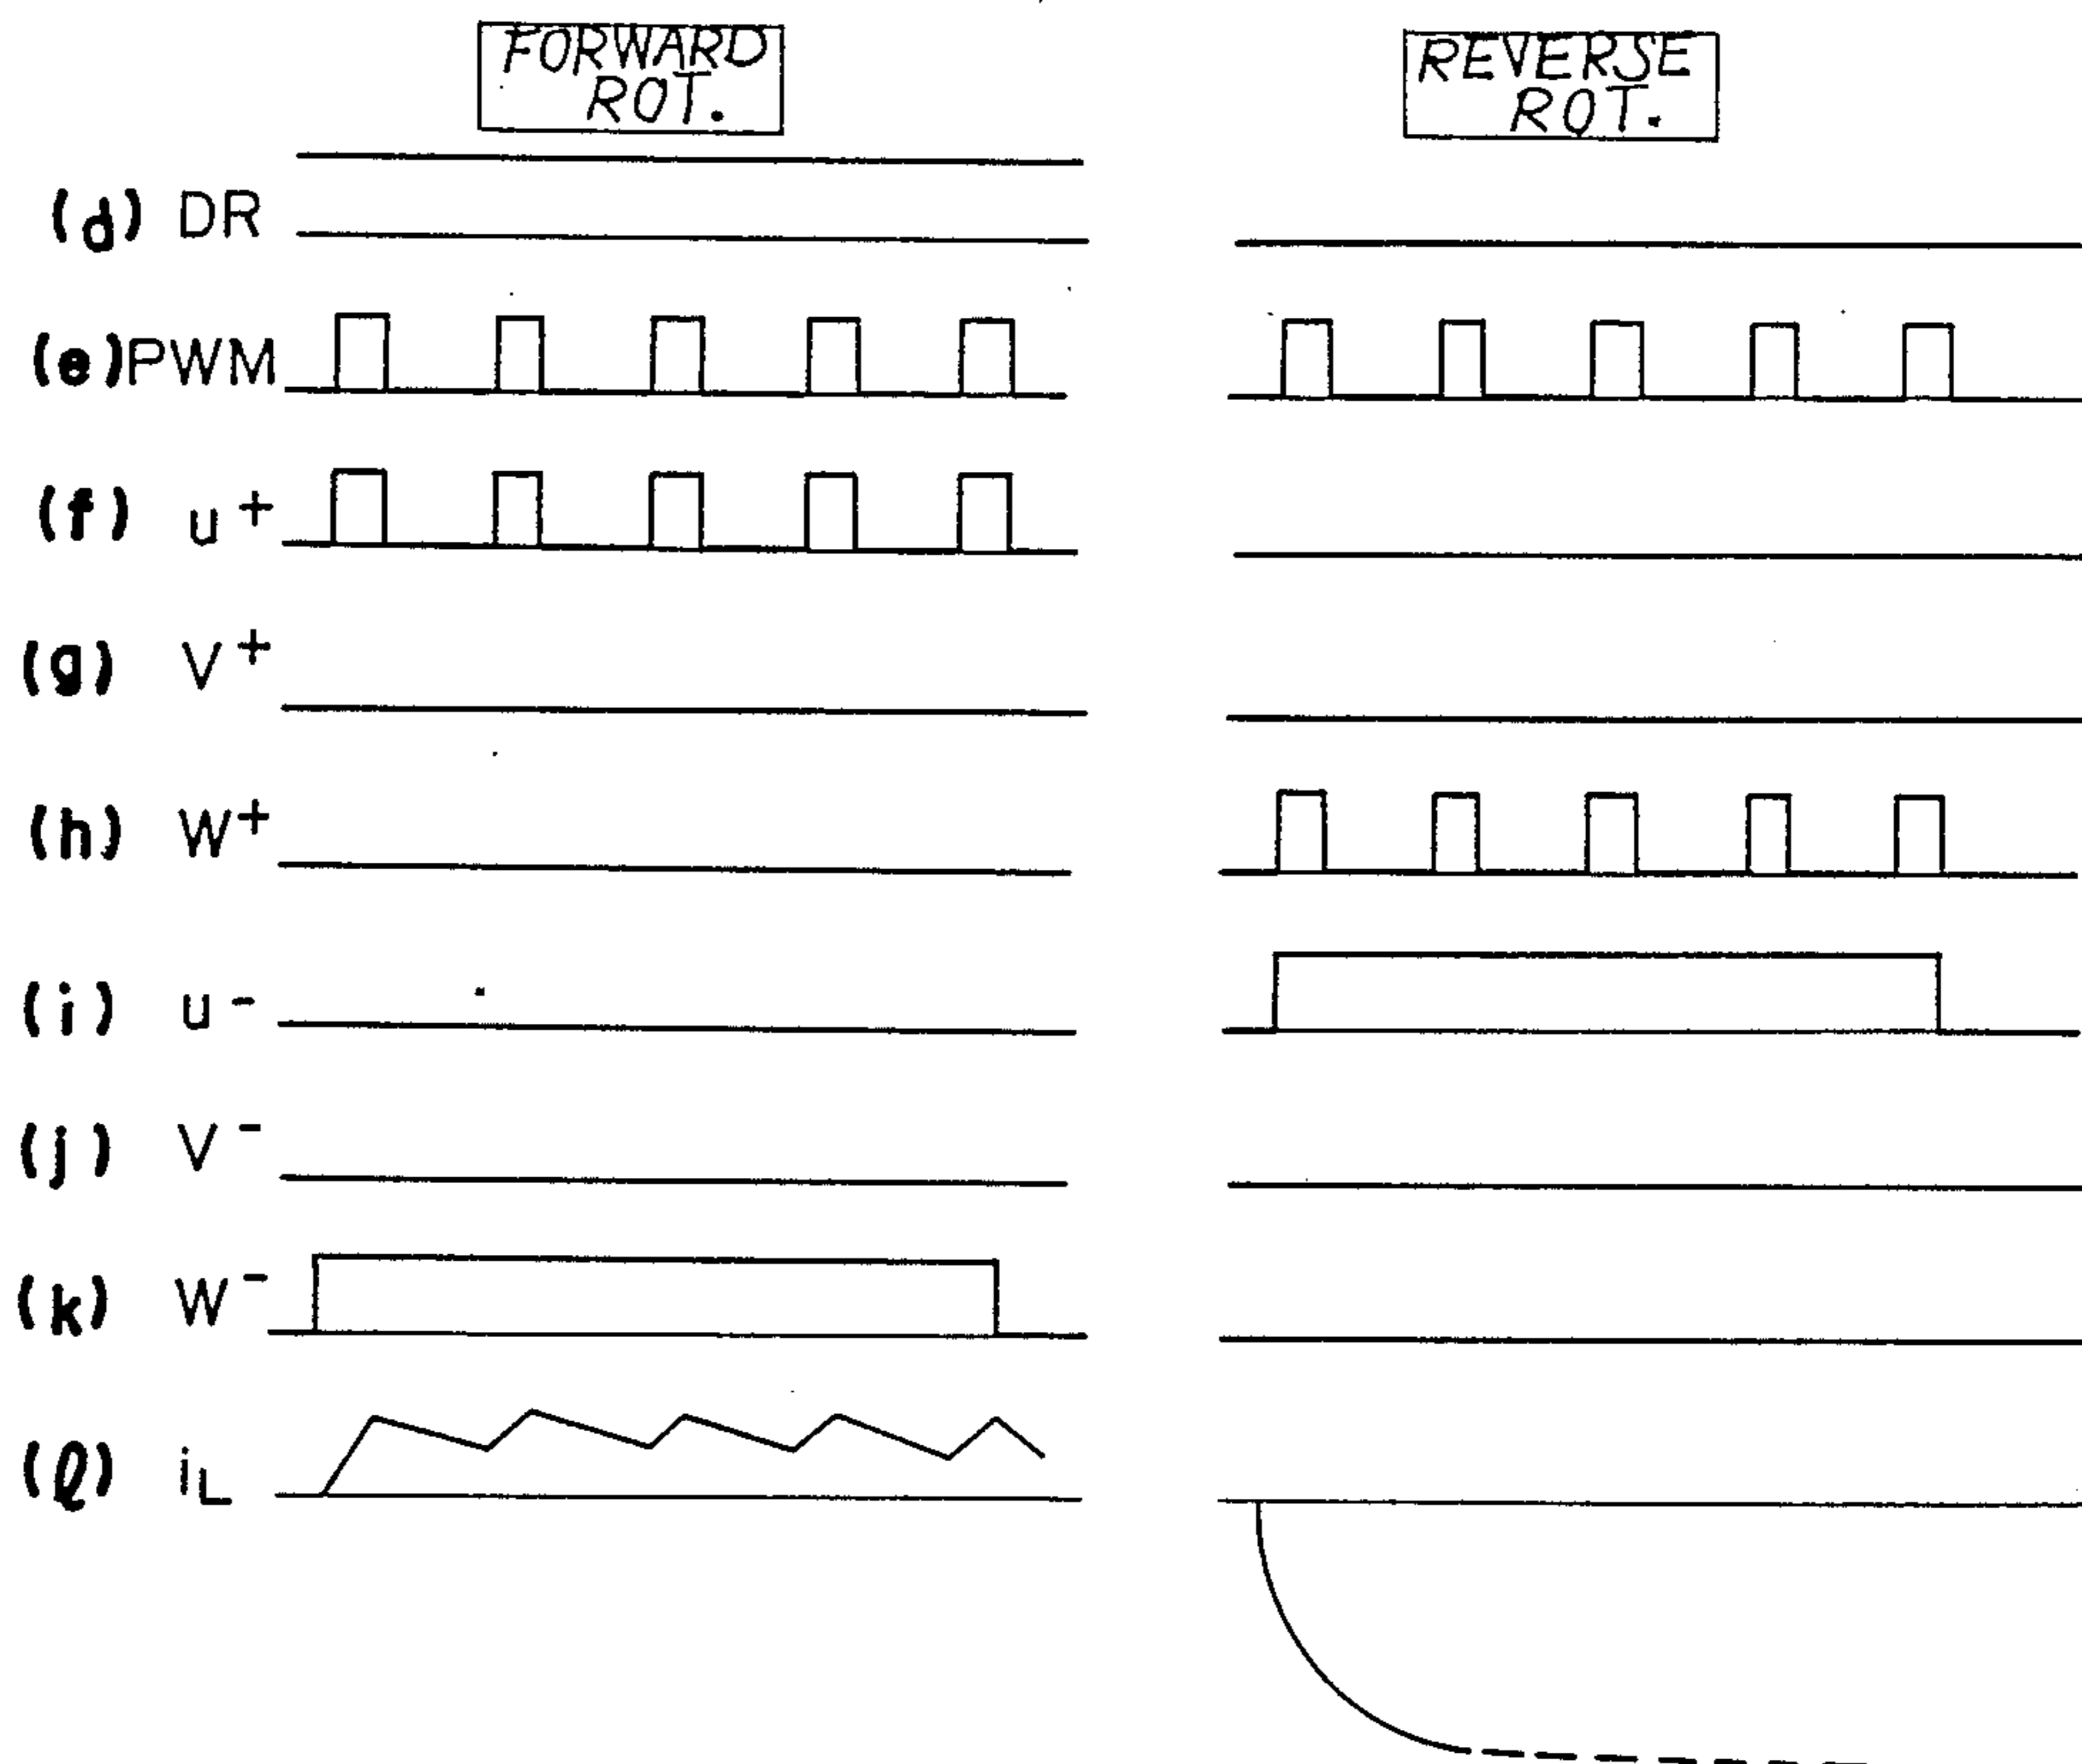 FORWARD
ROT.
REVERSE
ROT.
(d) DR
(e) PWM
(f) u+
(g) V+
(h) W+
(i) u-
(j) V-
(k) W-
(ℓ) iL